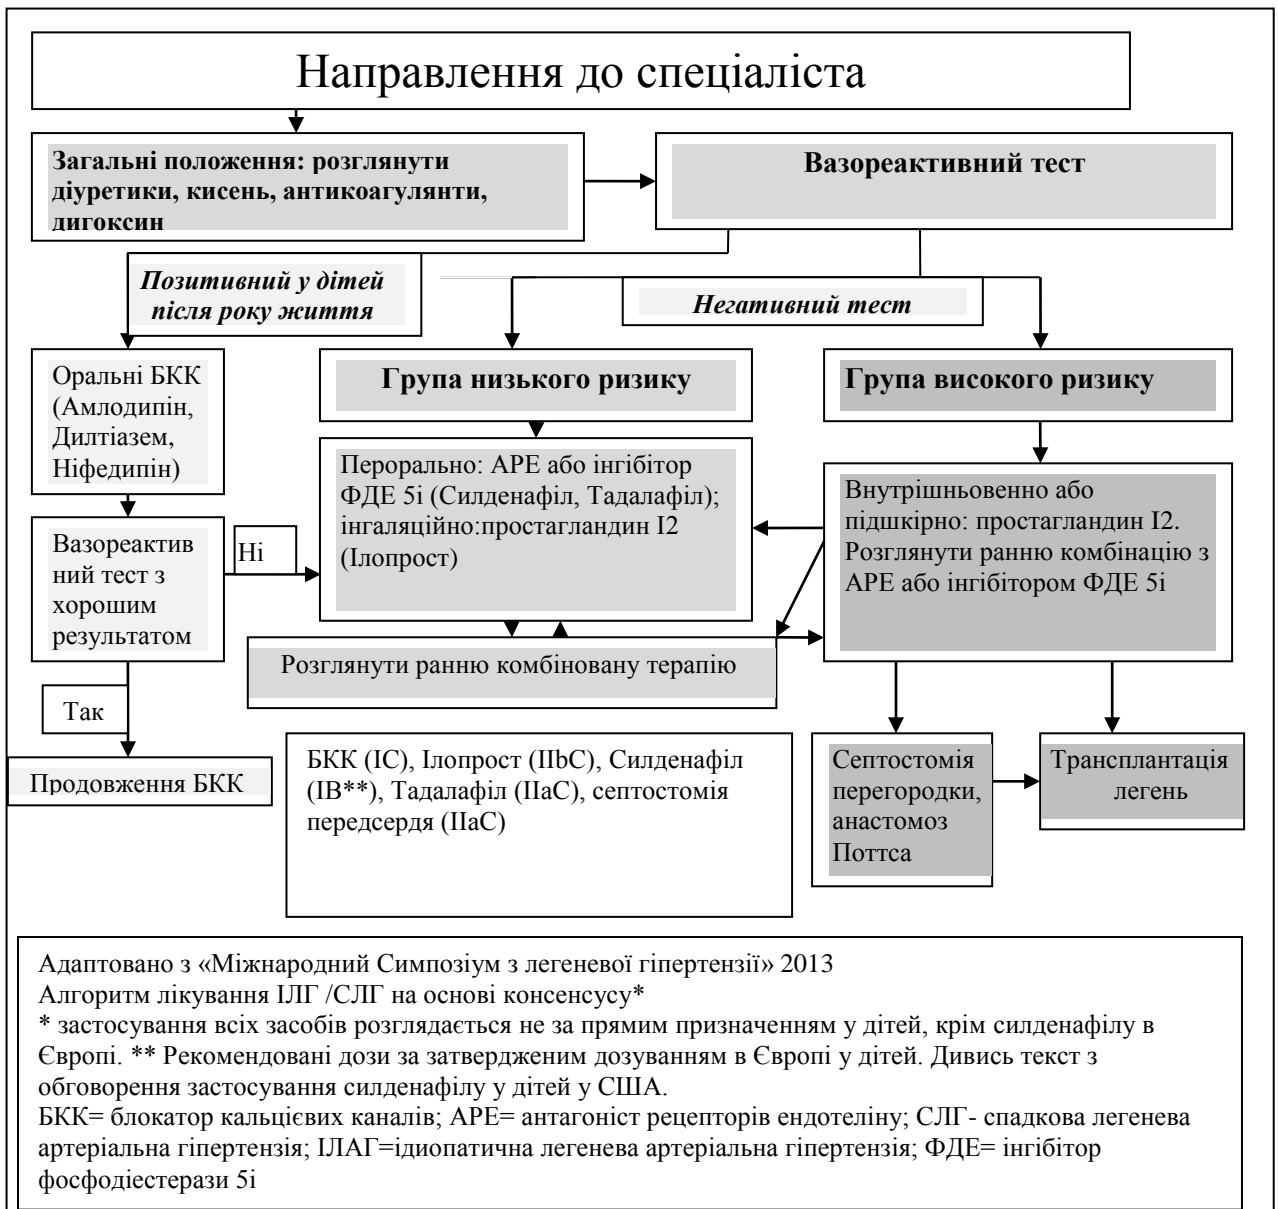 Направлення до спеціаліста
Загальні положення: розглянути
діуретики, кисень, антикоагулянти,
дигоксин
Вазореактивний тест
Позитивний у дітей
після року життя
Негативний тест
Оральні БКК
(Амлодипін,
Дилтіазем,
Ніфедипін)
Група низького ризику
Група високого ризику
Перорально: АРЕ або інгібітор
ФДЕ 5і (Силденафіл, Тадалафіл);
інгаляційно:простагландин І2
(Ілопрост)
Внутрішньовенно або
підшкірно: простагландин І2.
Розглянути ранню комбінацію з
АРЕ або інгібітором ФДЕ 5і
Вазореактив
ний тест з
хорошим
результатом
Ні
Розглянути ранню комбіновану терапію
Так
Продовження БКК
БКК (ІС), Ілопрост (ІІbС), Силденафіл
(ІВ**), Тадалафіл (ІІаС), септостомія
передсердя (ІІаС)
Септостомія
перегородки,
анастомоз
Поттса
Трансплантація
легень
Адаптовано з «Міжнародний Симпозіум з легеневої гіпертензії» 2013
Алгоритм лікування ІЛГ /СЛГ на основі консенсусу*
* застосування всіх засобів розглядається не за прямим призначенням у дітей, крім силденафілу в
Європі. ** Рекомендовані дози за затвердженим дозуванням в Європі у дітей. Дивись текст з
обговорення застосування силденафілу у дітей у США.
БКК= блокатор кальцієвих каналів; АРЕ= антагоніст рецепторів ендотеліну; СЛГ- спадкова легенева
артеріальна гіпертензія; ІЛАГ=ідиопатична легенева артеріальна гіпертензія; ФДЕ= інгібітор
фосфодіестерази 5і